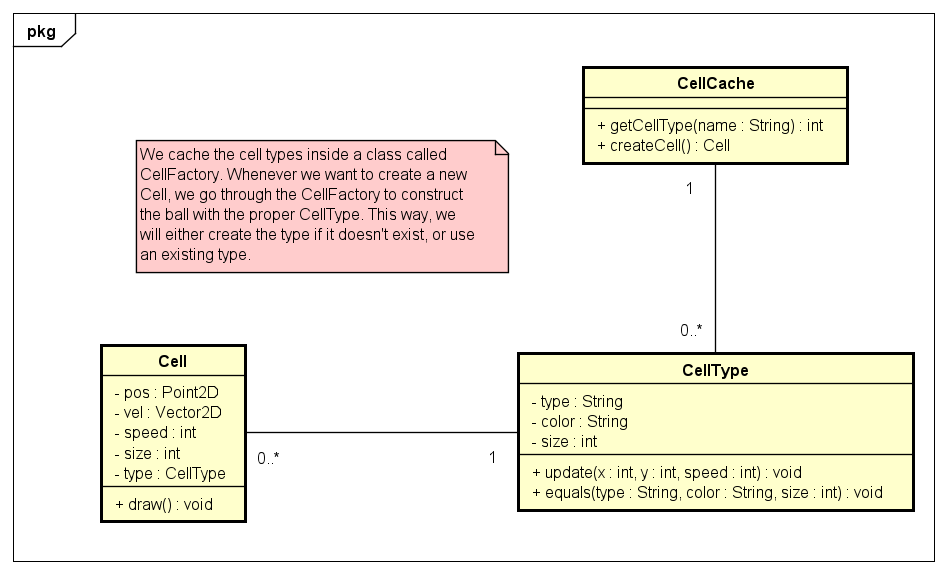 pkg
CellCache
+ getCellType(name : String) : int
+ createCell() : Cell
We cache the cell types inside a class called
CellFactory. Whenever we want to create a new
Cell, we go through the CellFactory to construct
the ball with the proper CellType. This way, we
will either create the type if it doesn't exist, or use
an existing type.
1
0..*
Cell
- pos : Point2D
- vel : Vector2D
- speed : int
- size : int
- type : CellType
+ draw() : void
0..*
1
CellType
- type : String
- color : String
- size : int
+ update(x : int, y : int, speed : int) : void
+ equals(type : String, color : String, size : int) : void